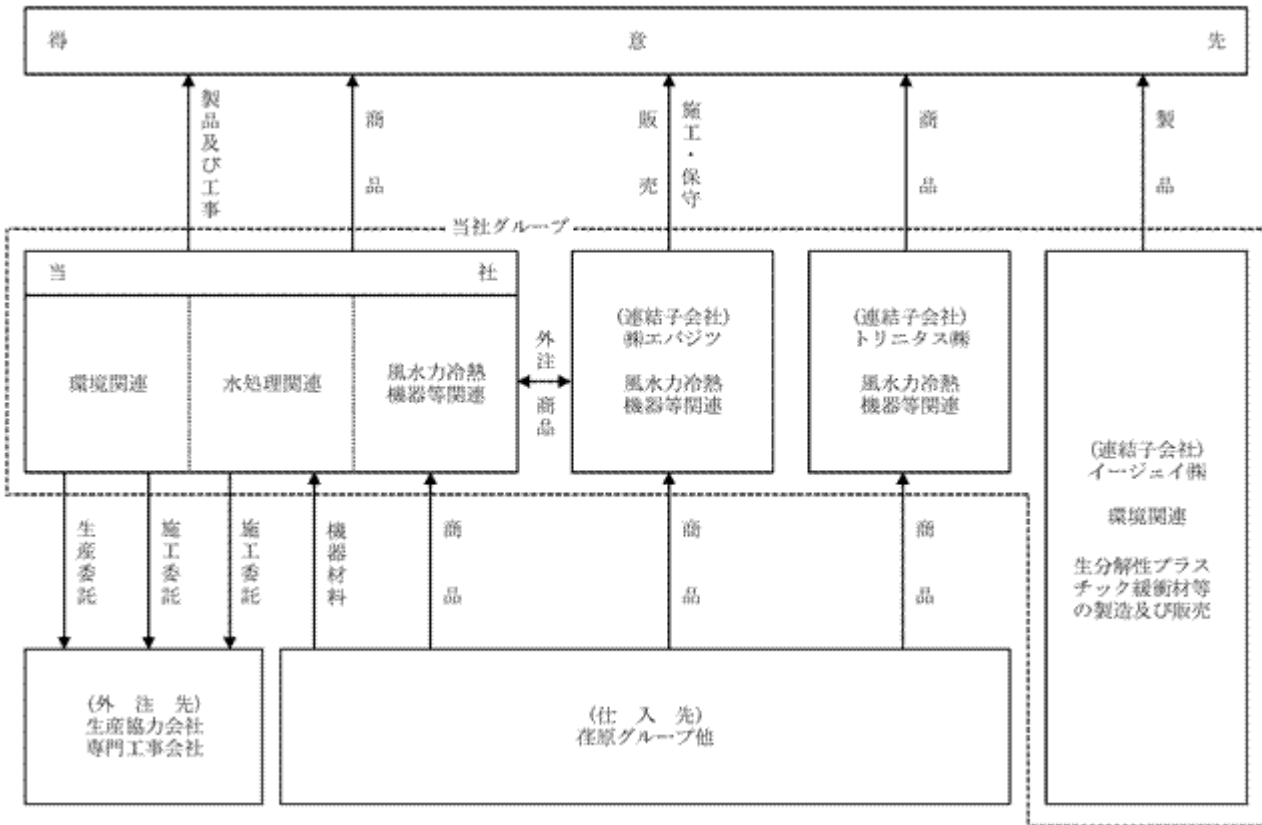 得意先
製品及び工事
商品
販売
施工・保守
商品
製品
当社グループ
当社
環境関連
水処理関連
風水力冷熱
機器等関連
外注
商品
(連結子会社)
㈱エバジツ
風水力冷熱
機器等関連
(連結子会社)
トリニタス㈱
風水力冷熱
機器等関連
(連結子会社)
イージェイ㈱
環境関連
生分解性プラス
チック緩衝材等
の製造及び販売
生産委託
施工委託
施工委託
機器材料
商品
商品
商品
(外注先)
生産協力会社
専門工事会社
(仕入先)
荏原グループ他